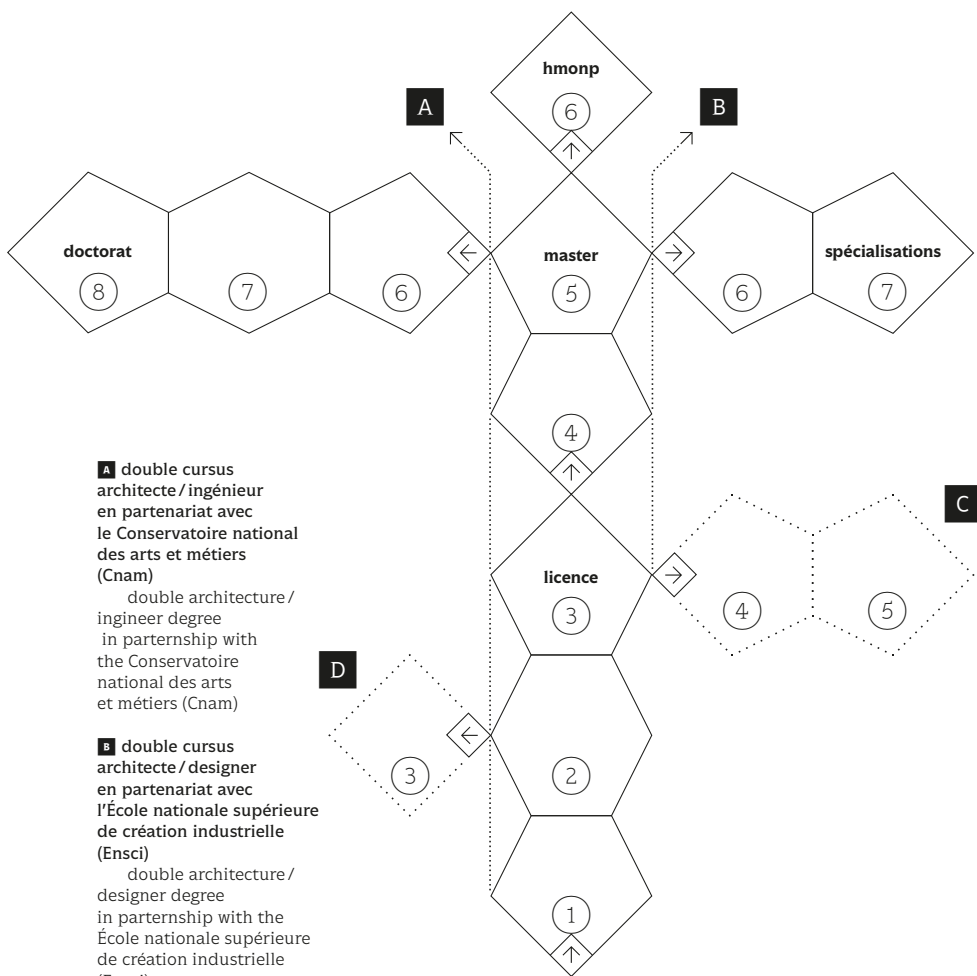 hmonp
6
A
B
doctorat
8
7
6
master
5
6
spécialisations
7
4
A double cursus
architecte/ingénieur
en partenariat avec
le Conservatoire national
des arts et métiers
(Cnam)
double architecture/
ingineer degree
in parternship with
the Conservatoire
national des arts
et métiers (Cnam)
C
licence
3
4
5
D
3
2
B double cursus
architecte/designer
en partenariat avec
l'École nationale supérieure
de création industrielle
(Ensci)
double architecture/
designer degree
in parternship with the
École nationale supérieure
de création industrielle
(Ensci)
1